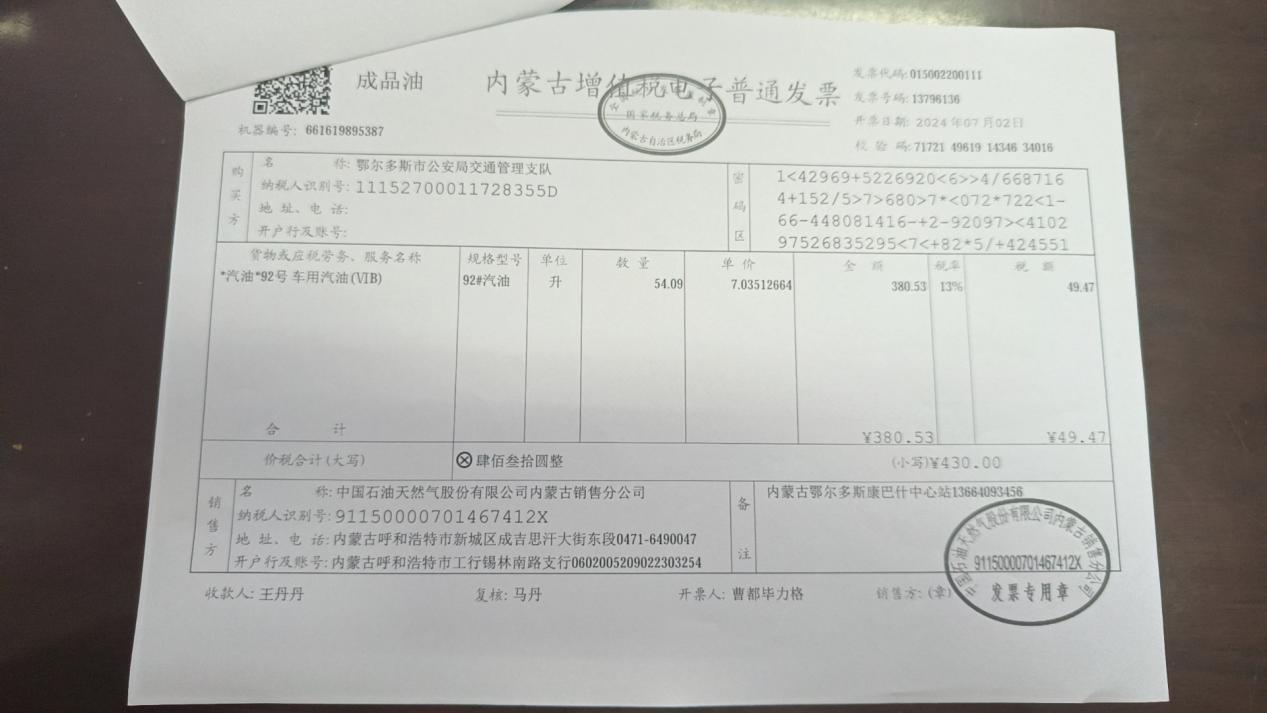 成品油
内蒙古增值税电子普通发票
发票代码: 015002200111
发票号码: 13796136
开票日期: 2024年07月02日
校验码: 71721 49619 14346 34016
机器编号: 661619895387
国家税务总局
内蒙古自治区税务局
购买方
名称: 鄂尔多斯市公安局交通管理支队
纳税人识别号: 11152700011728355D
地址、电话:
开户行及账号:
密码区
1<42969+5226920<6>>4/668716
4+152/5>7>680>7*<072*722<1-
66-448081416-+2-92097><4102
97526835295<7<+82*5/+424551
货物或应税劳务、服务名称 规格型号 单位 数量 单价 金额 税率 税额
*汽油*92号 车用汽油(VIB) 92#汽油 升 54.09 7.03512664 380.53 13% 49.47
合计 ¥380.53 ¥49.47
价税合计(大写) ⊗肆佰叁拾圆整 (小写)¥430.00
销售方
名称: 中国石油天然气股份有限公司内蒙古销售分公司
纳税人识别号: 91150000701467412X
地址、电话: 内蒙古呼和浩特市新城区成吉思汗大街东段0471-6490047
开户行及账号: 内蒙古呼和浩特市工行锡林南路支行0602005209022303254
备注
内蒙古鄂尔多斯康巴什中心站13664093456
中国石油天然气股份有限公司内蒙古销售分公司
91150000701467412X
发票专用章
收款人: 王丹丹 复核: 马丹 开票人: 曹都毕力格 销售方: (章)